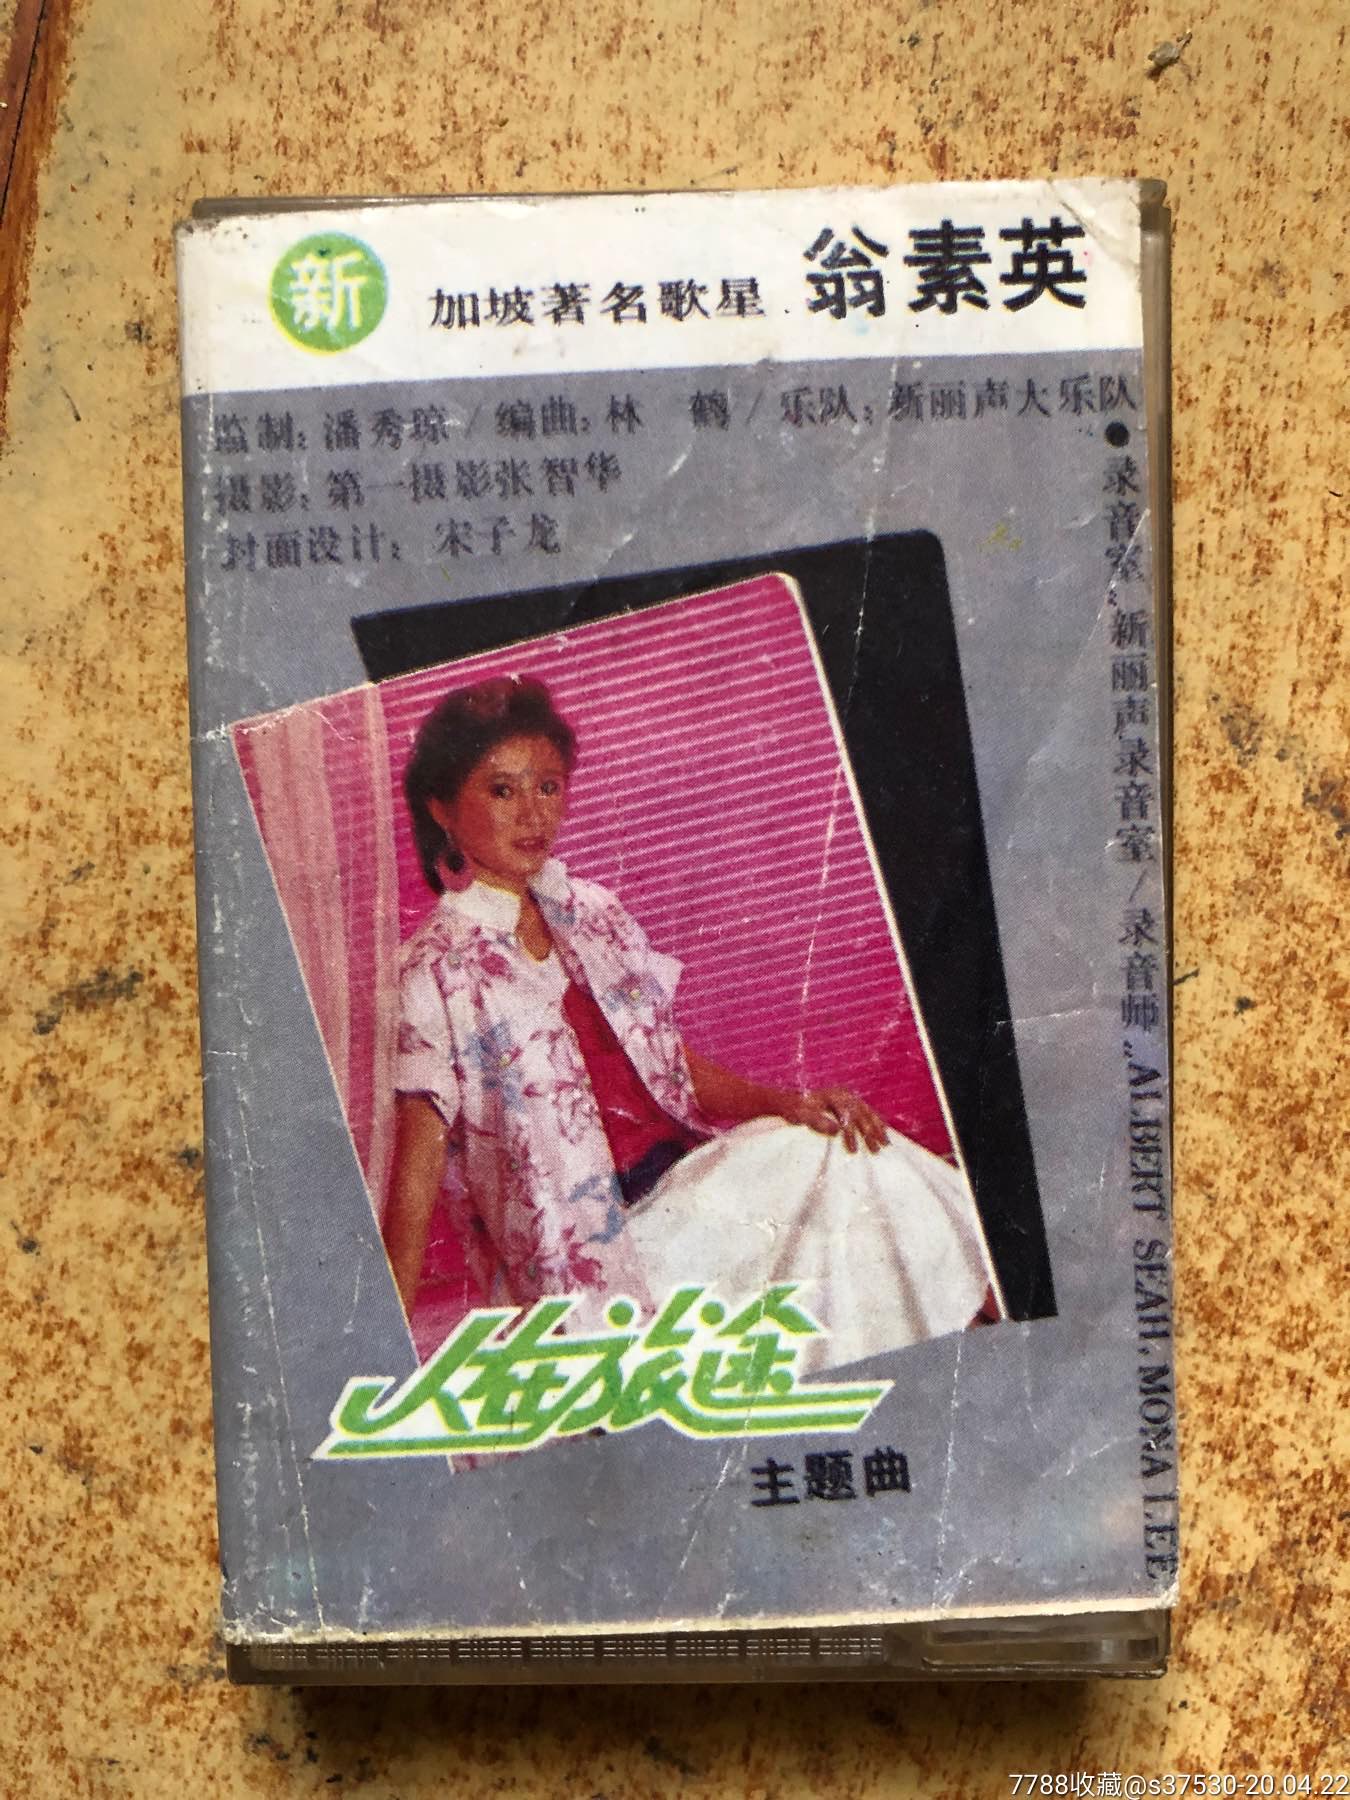 新加坡著名歌星 翁素英
监制：潘秀琼／编曲：林 鹤／乐队：新丽声大乐队
摄影：第一摄影张智华
封面设计：宋子龙
●录音室：新丽声录音室／录音师：ALBERT SEAH, MONA LEE
人在旅途
主题曲
7788收藏@s37530-20.04.22